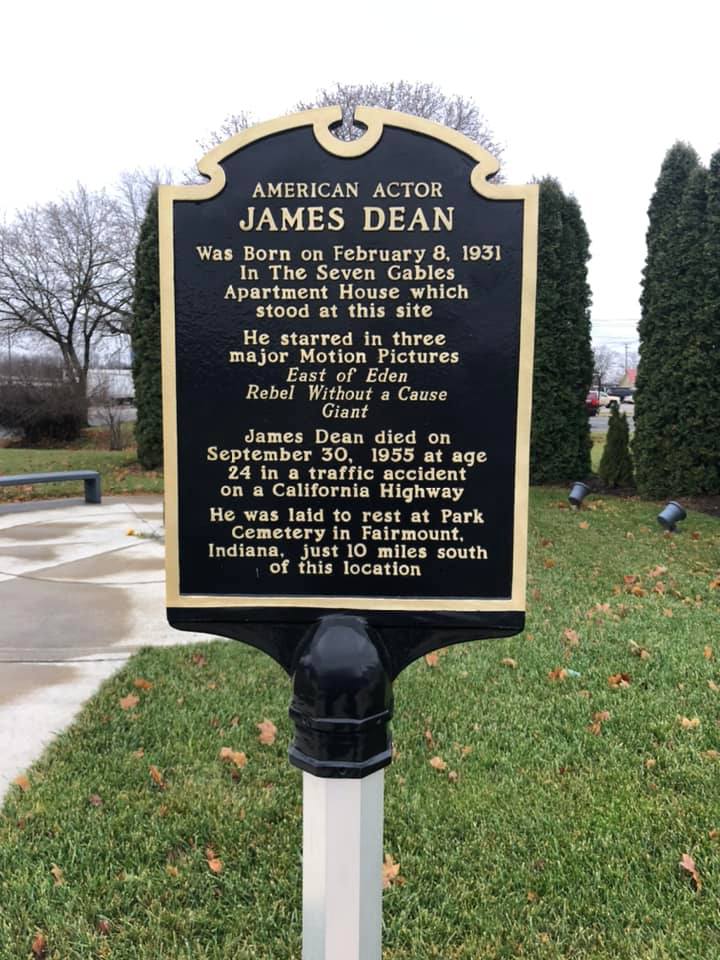 AMERICAN ACTOR
JAMES DEAN
Was Born on February 8, 1931
In The Seven Gables
Apartment House which
stood at this site
He starred in three
major Motion Pictures
East of Eden
Rebel Without a Cause
Giant
James Dean died on
September 30, 1955 at age
24 in a traffic accident
on a California Highway
He was laid to rest at Park
Cemetery in Fairmount,
Indiana, just 10 miles south
of this location